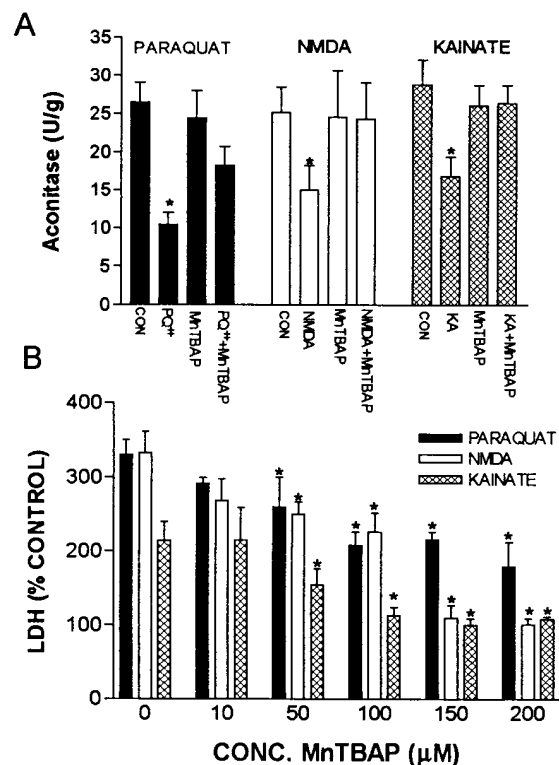 A
PARAQUAT
NMDA
KAINATE
Aconitase (U/g)
35
30
25
20
15
10
5
0
*
*
*
CON
PQ++
MnTBAP
PQ+++MnTBAP
CON
NMDA
MnTBAP
NMDA+MnTBAP
CON
KA
MnTBAP
KA+MnTBAP
B
LDH (% CONTROL)
400
300
200
100
0
PARAQUAT
NMDA
KAINATE
* * *
* * *
* * *
* * *
0 10 50 100 150 200
CONC. MnTBAP (μM)